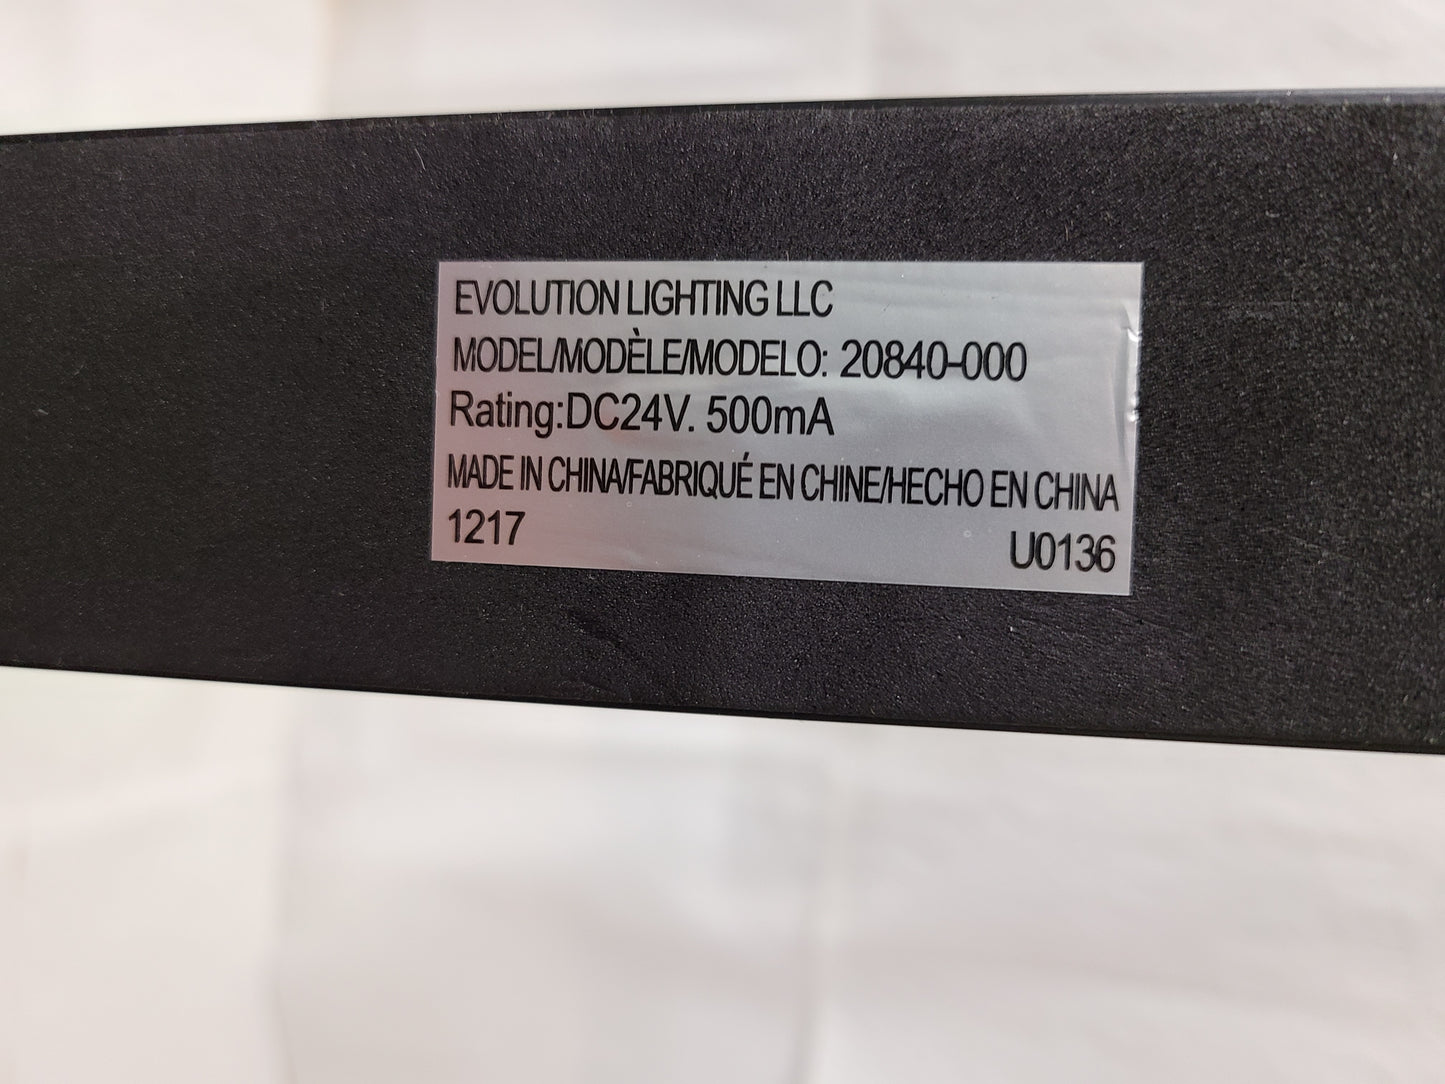 EVOLUTION LIGHTING LLC
MODEL/MODÈLE/MODELO: 20840-000
Rating:DC24V. 500mA
MADE IN CHINA/FABRIQUÉ EN CHINE/HECHO EN CHINA
1217 U0136